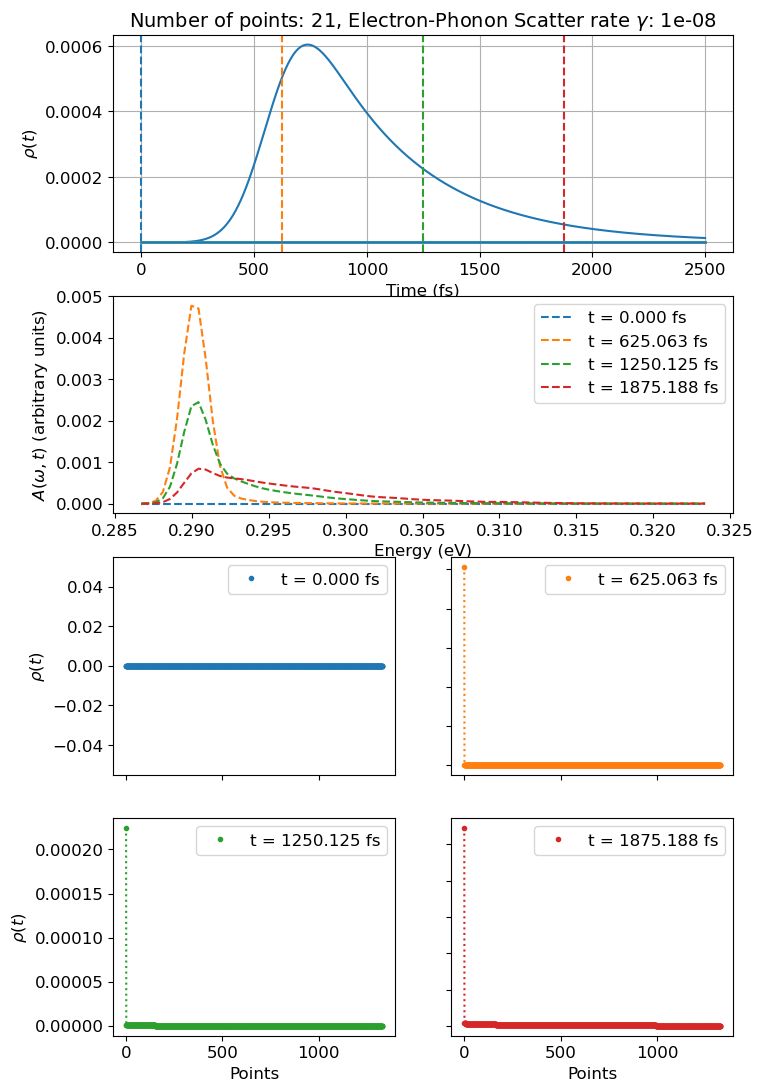 Number of points: 21, Electron-Phonon Scatter rate γ: 1e-08
0.0006
0.0004
0.0002
0.0000
ρ(t)
0 500 1000 1500 2000 2500
Time (fs)
0.005
0.004
0.003
0.002
0.001
0.000
A(ω, t) (arbitrary units)
t = 0.000 fs
t = 625.063 fs
t = 1250.125 fs
t = 1875.188 fs
0.285 0.290 0.295 0.300 0.305 0.310 0.315 0.320 0.325
Energy (eV)
0.04
0.02
0.00
−0.02
−0.04
ρ(t)
t = 0.000 fs
t = 625.063 fs
0.00020
0.00015
0.00010
0.00005
0.00000
ρ(t)
t = 1250.125 fs
t = 1875.188 fs
0 500 1000
Points
0 500 1000
Points